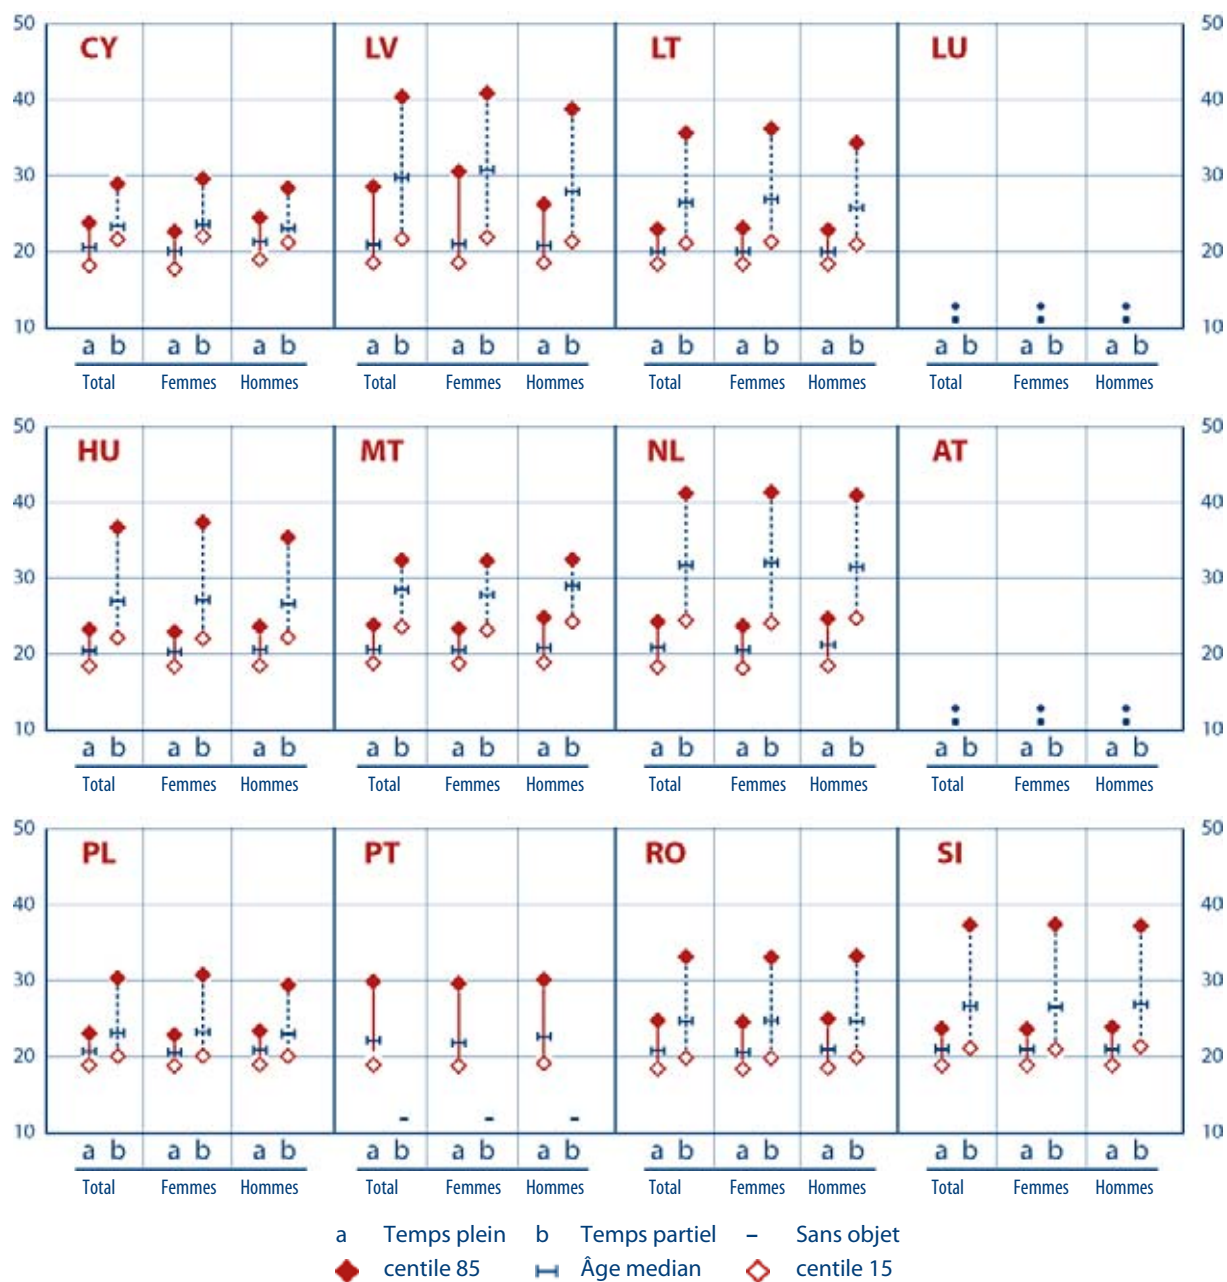 50 CY LV LT LU 50
40 40
30 30
20 20
10 : : : 10
a b a b a b a b a b a b a b a b a b a b a b a b
Total Femmes Hommes Total Femmes Hommes Total Femmes Hommes Total Femmes Hommes
50 HU MT NL AT 50
40 40
30 30
20 20
10 : : : 10
a b a b a b a b a b a b a b a b a b a b a b a b
Total Femmes Hommes Total Femmes Hommes Total Femmes Hommes Total Femmes Hommes
50 PL PT RO SI 50
40 40
30 30
20 20
10 – – – 10
a b a b a b a b a b a b a b a b a b a b a b a b
Total Femmes Hommes Total Femmes Hommes Total Femmes Hommes Total Femmes Hommes
a Temps plein b Temps partiel – Sans objet
centile 85 Âge median centile 15